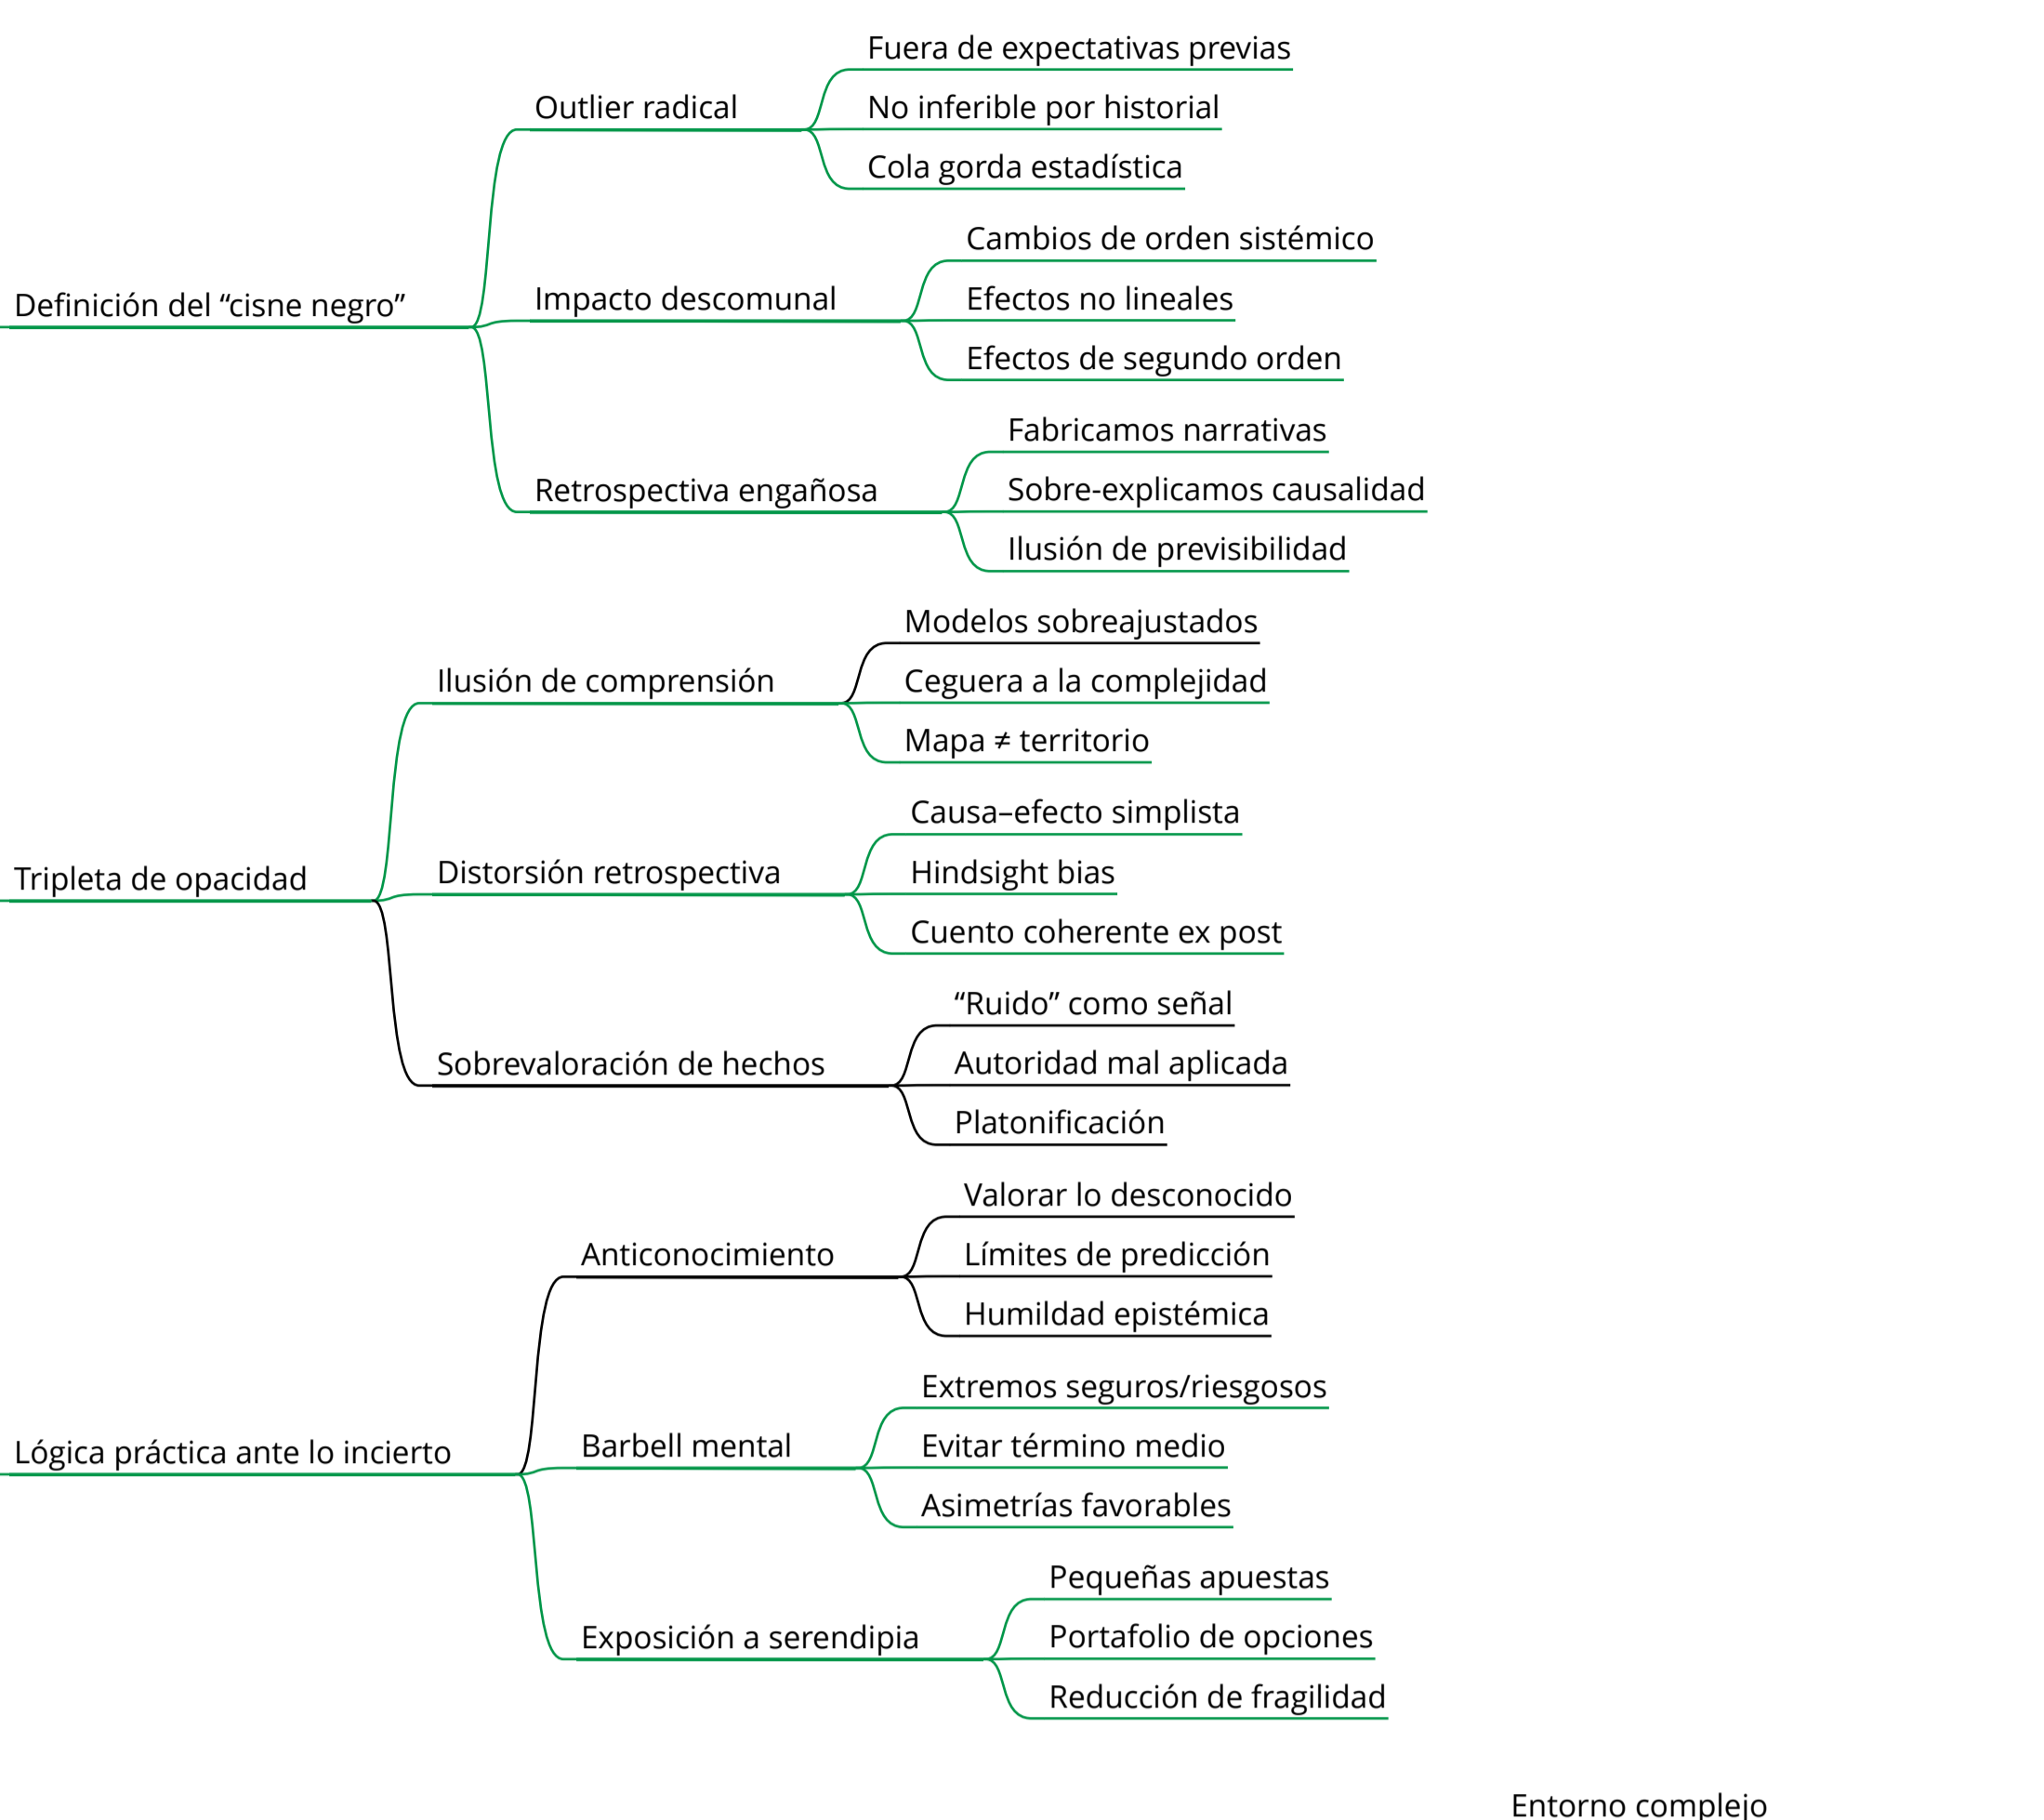 Definición del “cisne negro”
Outlier radical
Fuera de expectativas previas
No inferible por historial
Cola gorda estadística
Impacto descomunal
Cambios de orden sistémico
Efectos no lineales
Efectos de segundo orden
Retrospectiva engañosa
Fabricamos narrativas
Sobre-explicamos causalidad
Ilusión de previsibilidad
Tripleta de opacidad
Ilusión de comprensión
Modelos sobreajustados
Ceguera a la complejidad
Mapa ≠ territorio
Distorsión retrospectiva
Causa–efecto simplista
Hindsight bias
Cuento coherente ex post
Sobrevaloración de hechos
“Ruido” como señal
Autoridad mal aplicada
Platonificación
Lógica práctica ante lo incierto
Anticonocimiento
Valorar lo desconocido
Límites de predicción
Humildad epistémica
Barbell mental
Extremos seguros/riesgosos
Evitar término medio
Asimetrías favorables
Exposición a serendipia
Pequeñas apuestas
Portafolio de opciones
Reducción de fragilidad
Entorno complejo